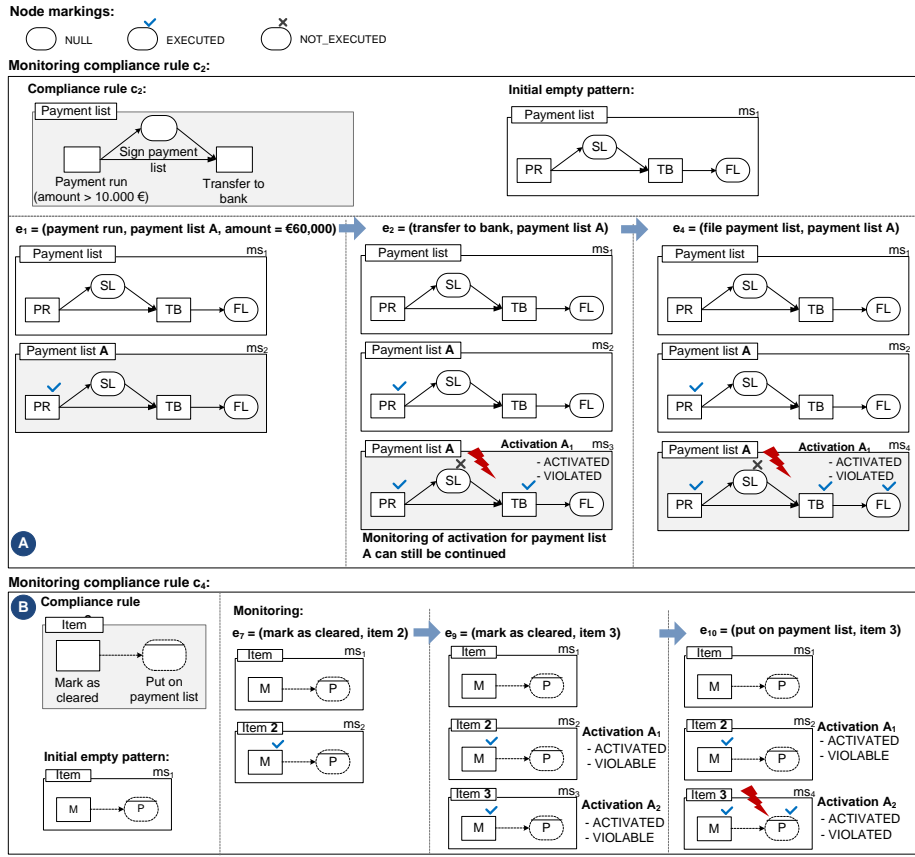 Node markings:
NULL
EXECUTED
NOT_EXECUTED
Monitoring compliance rule c2:
Compliance rule c2:
Payment list
Sign payment
list
Payment run
(amount > 10.000 €)
Transfer to
bank
Initial empty pattern:
Payment list
ms1
PR
SL
TB
FL
e1 = (payment run, payment list A, amount = €60,000)
Payment list
ms1
PR
SL
TB
FL
Payment list A
ms2
PR
SL
TB
FL
A
e2 = (transfer to bank, payment list A)
Payment list
ms1
PR
SL
TB
FL
Payment list A
ms2
PR
SL
TB
FL
Payment list A
Activation A1
ms3
- ACTIVATED
- VIOLATED
PR
SL
TB
FL
Monitoring of activation for payment list
A can still be continued
e4 = (file payment list, payment list A)
Payment list
ms1
PR
SL
TB
FL
Payment list A
ms2
PR
SL
TB
FL
Payment list A
Activation A1
ms4
- ACTIVATED
- VIOLATED
PR
SL
TB
FL
Monitoring compliance rule c4:
B
Compliance rule
Item
Mark as
cleared
Put on
payment list
Initial empty pattern:
Item
ms1
M
P
Monitoring:
e7 = (mark as cleared, item 2)
Item
ms1
M
P
Item 2
ms2
M
P
e9 = (mark as cleared, item 3)
Item
ms1
M
P
Item 2
ms2
M
P
Activation A1
- ACTIVATED
- VIOLABLE
Item 3
ms3
M
P
Activation A2
- ACTIVATED
- VIOLABLE
e10 = (put on payment list, item 3)
Item
ms1
M
P
Item 2
ms2
M
P
Activation A1
- ACTIVATED
- VIOLABLE
Item 3
ms4
M
P
Activation A2
- ACTIVATED
- VIOLATED